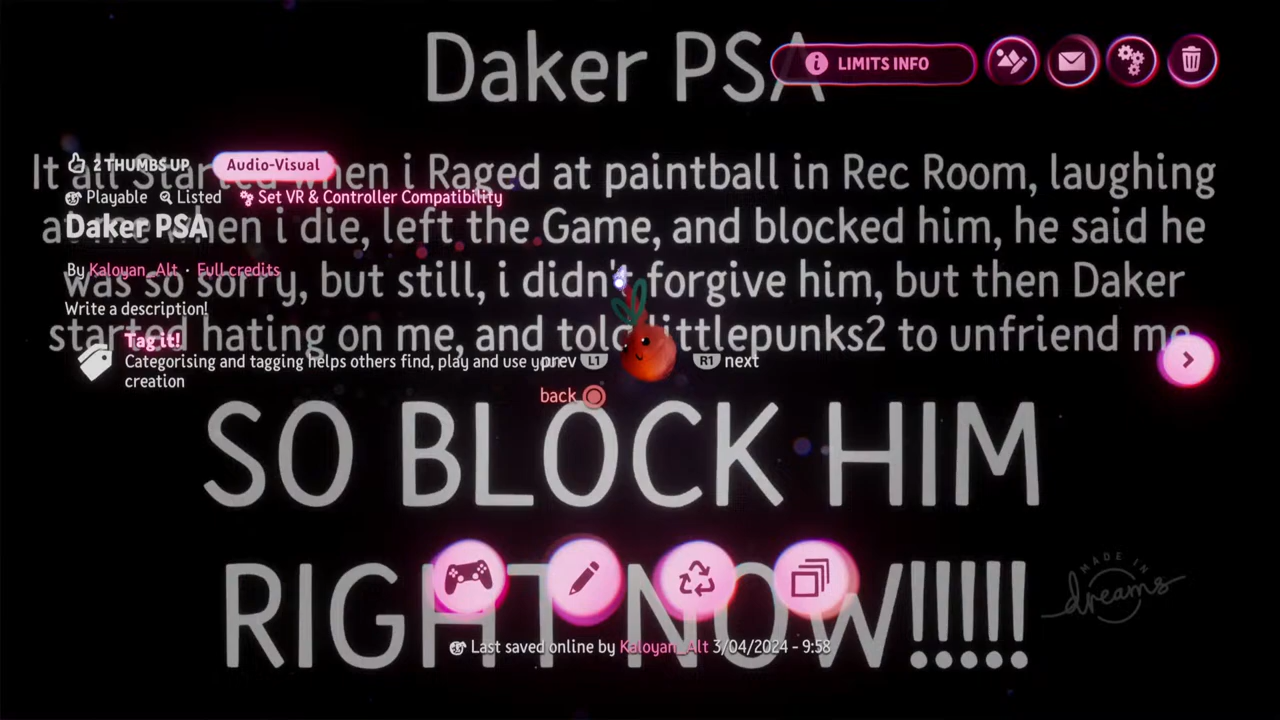 Daker PSA
LIMITS INFO
It all Started when i Raged at paintball in Rec Room, laughing
2 THUMBS UP Audio-Visual
Playable Listed Set VR & Controller Compatibility
at me when i die, left the Game, and blocked him, he said he
Daker PSA
By Kaloyan_Alt · Full credits
was so sorry, but still, i didn't forgive him, but then Daker
Write a description!
started hating on me, and told littlepunks2 to unfriend me
Tag it!
Categorising and tagging helps others find, play and use your
creation
prev L1 R1 next
back
SO BLOCK HIM
RIGHT NOW!!!!!
MADE IN
dreams
Last saved online by Kaloyan_Alt 3/04/2024 - 9:58